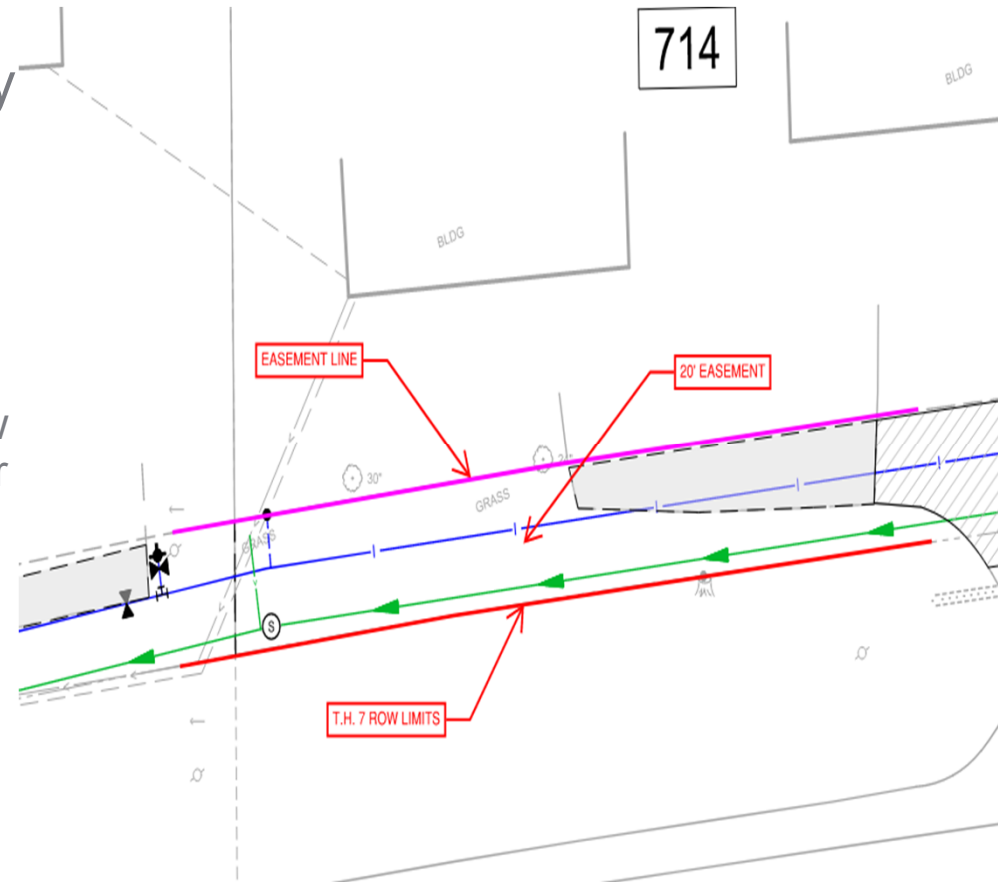 714
BLDG
BLDG
EASEMENT LINE
20' EASEMENT
30"
GRASS
GRASS
S
T.H. 7 ROW LIMITS